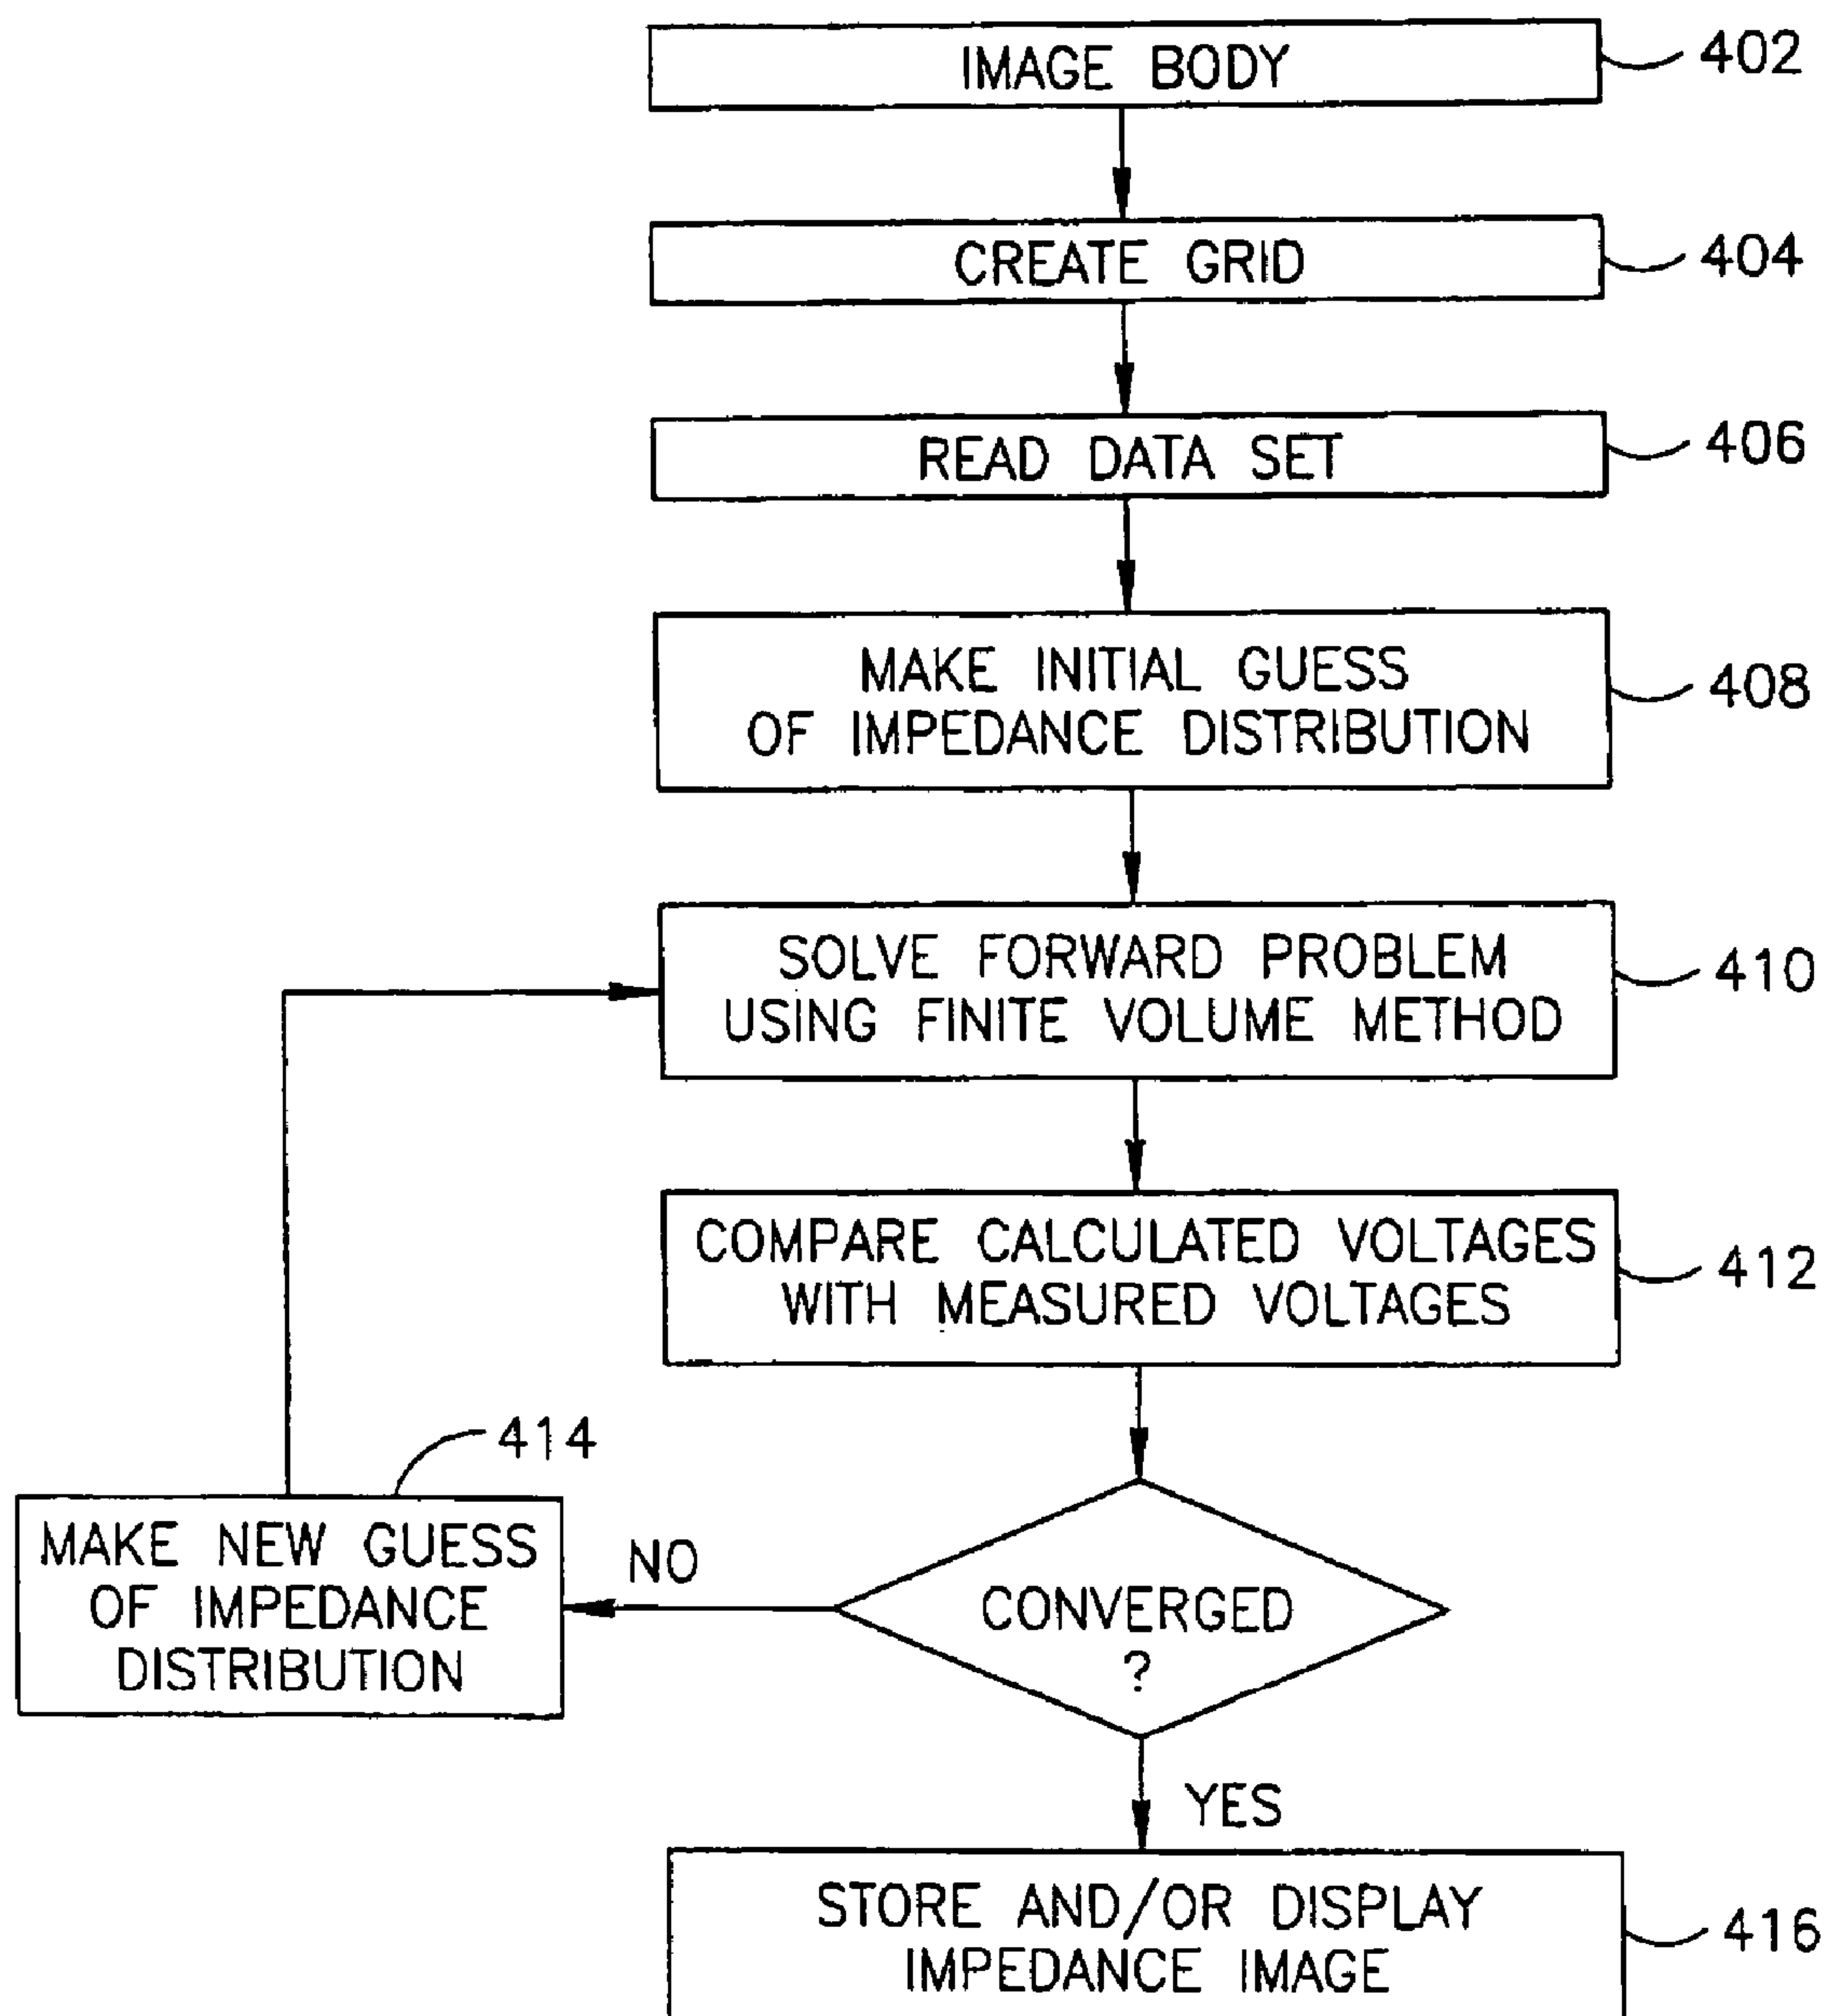 IMAGE BODY
402
CREATE GRID
404
READ DATA SET
406
MAKE INITIAL GUESS
OF IMPEDANCE DISTRIBUTION
408
SOLVE FORWARD PROBLEM
USING FINITE VOLUME METHOD
410
COMPARE CALCULATED VOLTAGES
WITH MEASURED VOLTAGES
412
414
MAKE NEW GUESS
OF IMPEDANCE
DISTRIBUTION
NO
CONVERGED
?
YES
STORE AND/OR DISPLAY
IMPEDANCE IMAGE
416